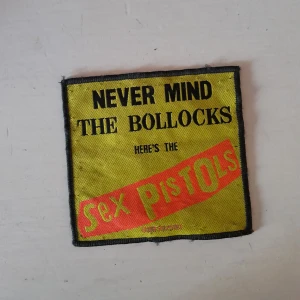 NEVER MIND
THE BOLLOCKS
HERE'S THE
Sex PISTOLS